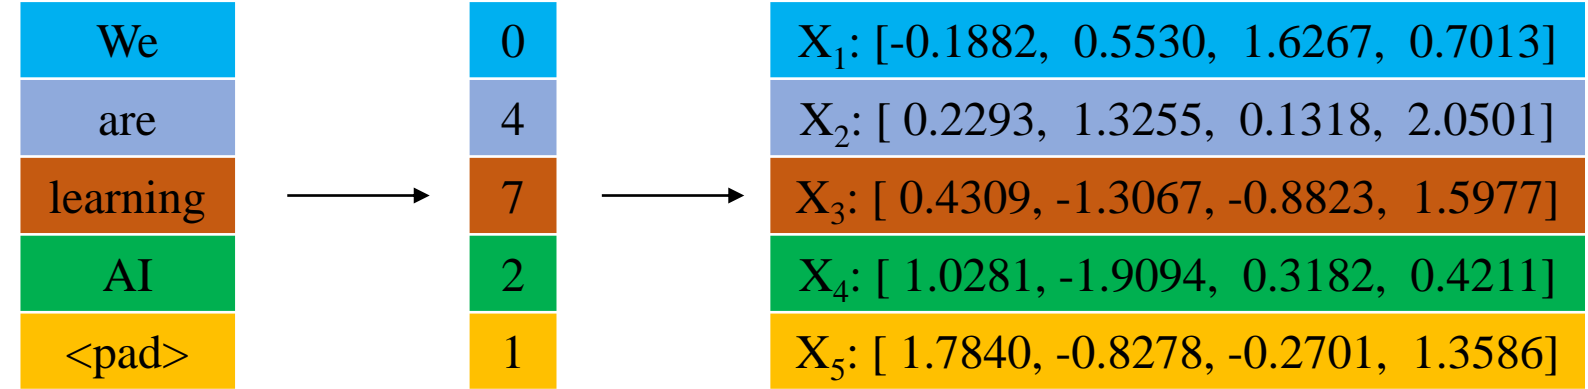 We 0 X₁: [-0.1882, 0.5530, 1.6267, 0.7013]
are 4 X₂: [ 0.2293, 1.3255, 0.1318, 2.0501]
learning 7 X₃: [ 0.4309, -1.3067, -0.8823, 1.5977]
AI 2 X₄: [ 1.0281, -1.9094, 0.3182, 0.4211]
<pad> 1 X₅: [ 1.7840, -0.8278, -0.2701, 1.3586]